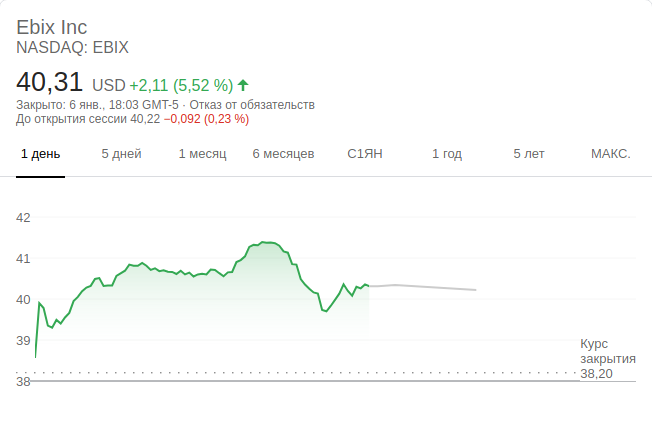 Ebix Inc
NASDAQ: EBIX
40,31 USD +2,11 (5,52 %)
Закрыто: 6 янв., 18:03 GMT-5 · Отказ от обязательств
До открытия сессии 40,22 −0,092 (0,23 %)
1 день 5 дней 1 месяц 6 месяцев С1ЯН 1 год 5 лет МАКС.
42
41
40
39
38
Курс
закрытия
38,20